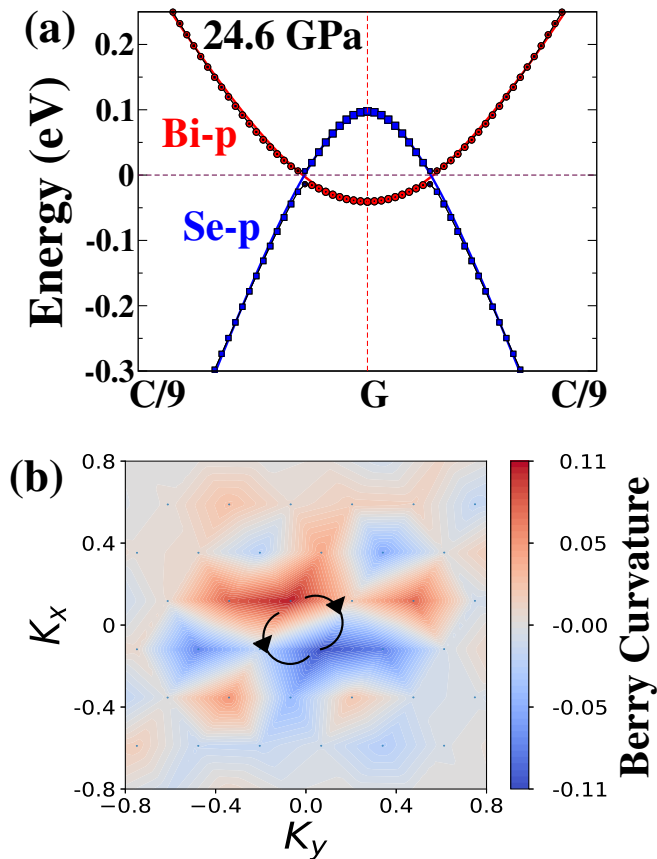 (a)
24.6 GPa
Bi-p
Se-p
Energy (eV)
0.2
0.1
0
-0.1
-0.2
-0.3
C/9 G C/9
(b)
0.8
0.4
0
-0.4
-0.8
K_x
−0.8 −0.4 0.0 0.4 0.8
K_y
0.11
0.05
-0.00
-0.05
-0.11
Berry Curvature